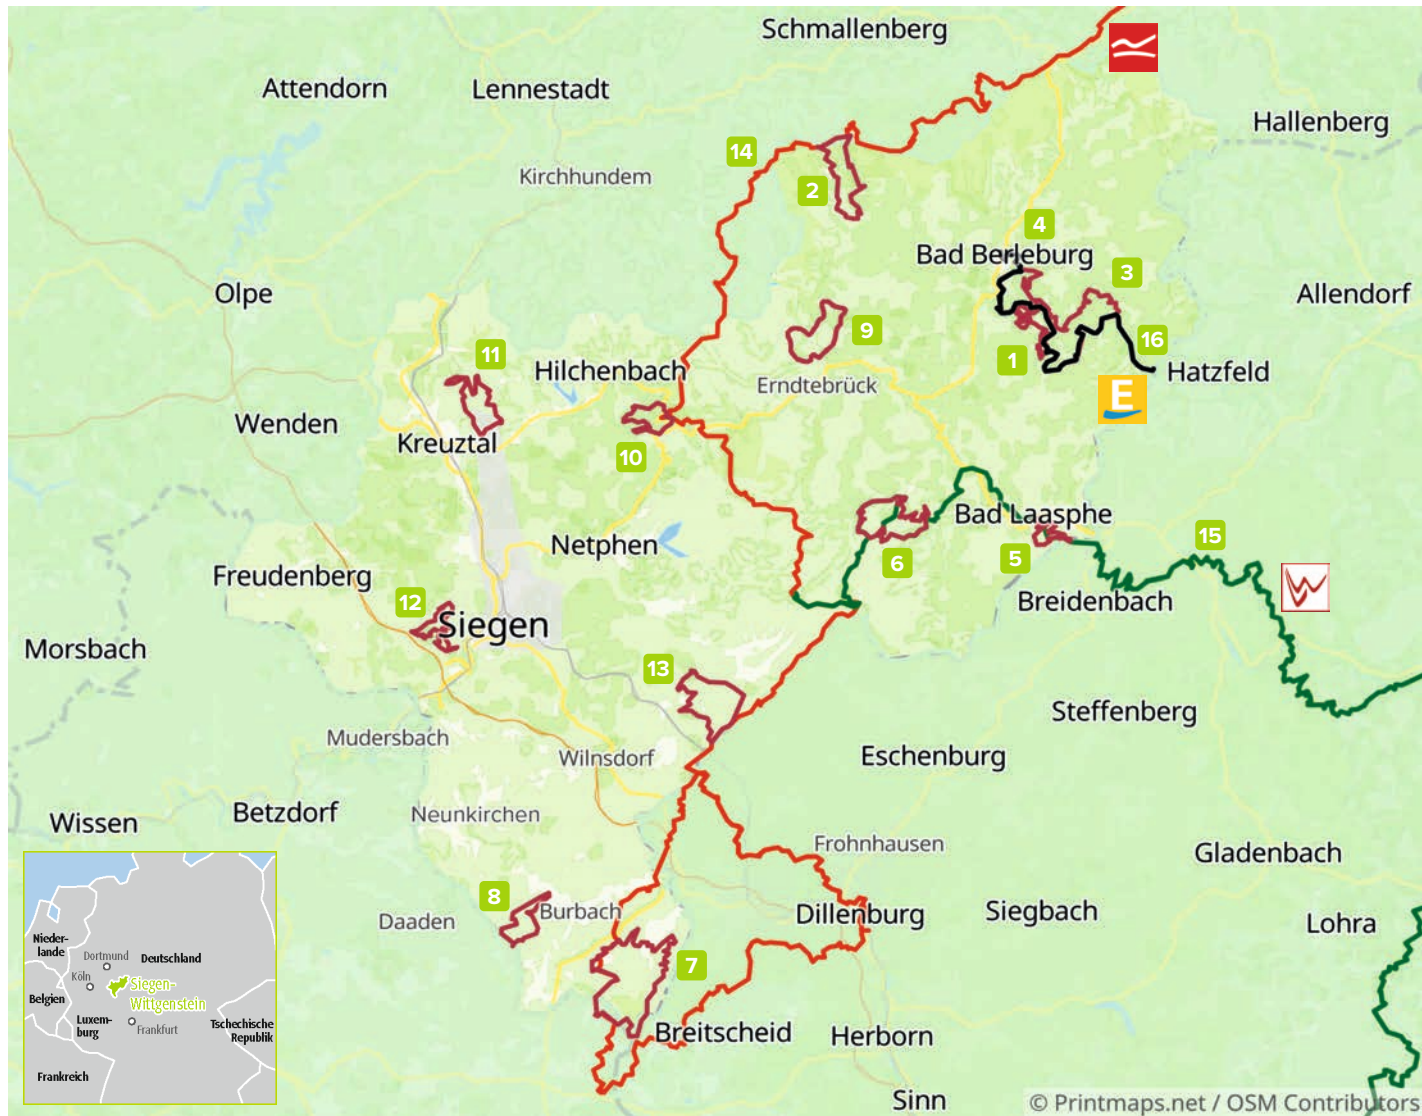 Schmallenberg
Attendorn
Lennestadt
Hallenberg
14
Kirchhundem
2
4
Bad Berleburg
3
Olpe
Allendorf
9
16
11
1
Hilchenbach
Erndtebrück
Hatzfeld
E
Wenden
Kreuztal
10
Bad Laasphe
15
Netphen
5
6
Freudenberg
12
Breidenbach
W
Siegen
Morsbach
13
Steffenberg
Mudersbach
Wilnsdorf
Eschenburg
Neunkirchen
Betzdorf
Wissen
Frohnhausen
Gladenbach
8
Burbach
Dillenburg
Siegbach
Daaden
Lohra
7
Breitscheid
Herborn
Sinn
Nieder-
lande
Dortmund
Deutschland
Köln
Siegen-
Wittgenstein
Belgien
Luxem-
burg
Frankfurt
Tschechische
Republik
Frankreich
© Printmaps.net / OSM Contributors